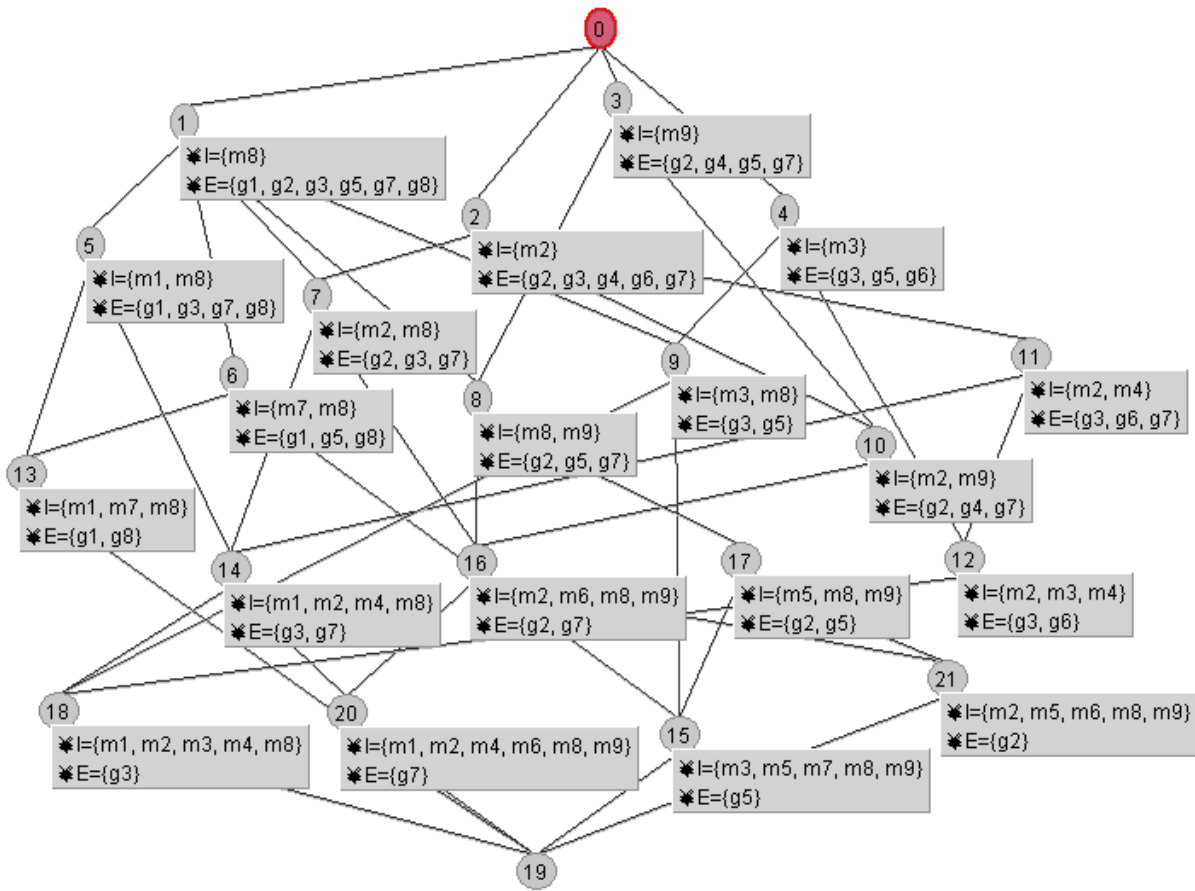 0
3
1
I={m9}
E={g2, g4, g5, g7}
I={m8}
E={g1, g2, g3, g5, g7, g8}
2
4
5
I={m2}
E={g2, g3, g4, g6, g7}
I={m3}
E={g3, g5, g6}
I={m1, m8}
E={g1, g3, g7, g8}
7
I={m2, m8}
E={g2, g3, g7}
9
11
6
8
I={m3, m8}
E={g3, g5}
I={m2, m4}
E={g3, g6, g7}
I={m7, m8}
E={g1, g5, g8}
I={m8, m9}
E={g2, g5, g7}
10
13
I={m2, m9}
E={g2, g4, g7}
I={m1, m7, m8}
E={g1, g8}
14
16
17
12
I={m1, m2, m4, m8}
E={g3, g7}
I={m2, m6, m8, m9}
E={g2, g7}
I={m5, m8, m9}
E={g2, g5}
I={m2, m3, m4}
E={g3, g6}
21
18
20
15
I={m2, m5, m6, m8, m9}
E={g2}
I={m1, m2, m3, m4, m8}
E={g3}
I={m1, m2, m4, m6, m8, m9}
E={g7}
I={m3, m5, m7, m8, m9}
E={g5}
19